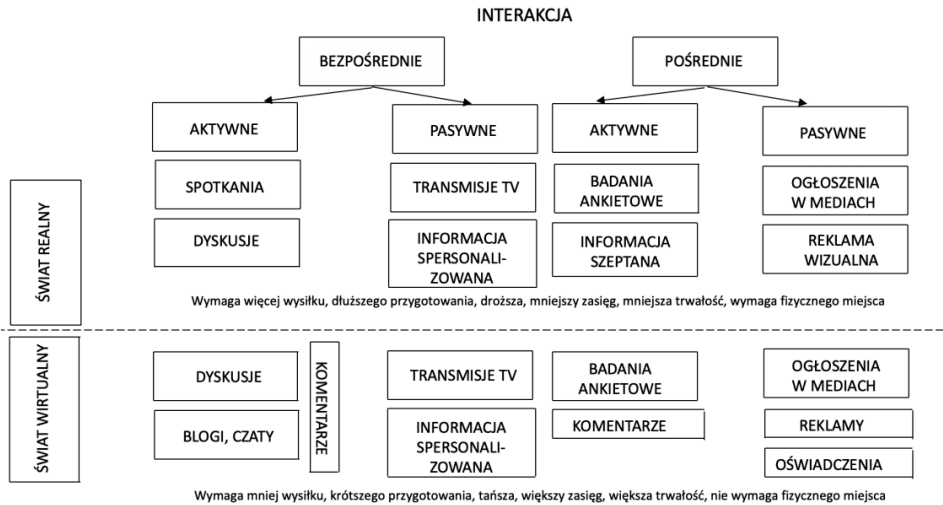 INTERAKCJA
BEZPOŚREDNIE
POŚREDNIE
AKTYWNE
PASYWNE
AKTYWNE
PASYWNE
ŚWIAT REALNY
SPOTKANIA
TRANSMISJE TV
BADANIA
ANKIETOWE
OGŁOSZENIA
W MEDIACH
DYSKUSJE
INFORMACJA
SPERSONALI-
ZOWANA
INFORMACJA
SZEPTANA
REKLAMA
WIZUALNA
Wymaga więcej wysiłku, dłuższego przygotowania, droższa, mniejszy zasięg, mniejsza trwałość, wymaga fizycznego miejsca
ŚWIAT WIRTUALNY
DYSKUSJE
KOMENTARZE
TRANSMISJE TV
BADANIA
ANKIETOWE
OGŁOSZENIA
W MEDIACH
BLOGI, CZATY
INFORMACJA
SPERSONALI-
ZOWANA
KOMENTARZE
REKLAMY
OŚWIADCZENIA
Wymaga mniej wysiłku, krótszego przygotowania, tańsza, większy zasięg, większa trwałość, nie wymaga fizycznego miejsca